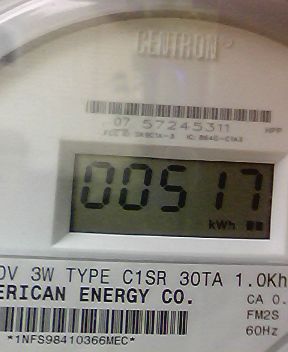 CENTRON
07 57245311 HPP
00517
kWh
0V 3W TYPE C1SR 30TA 1.0Kh
ERICAN ENERGY CO. CA 0.
FM2S
60Hz
*1NFS98410366MEC*